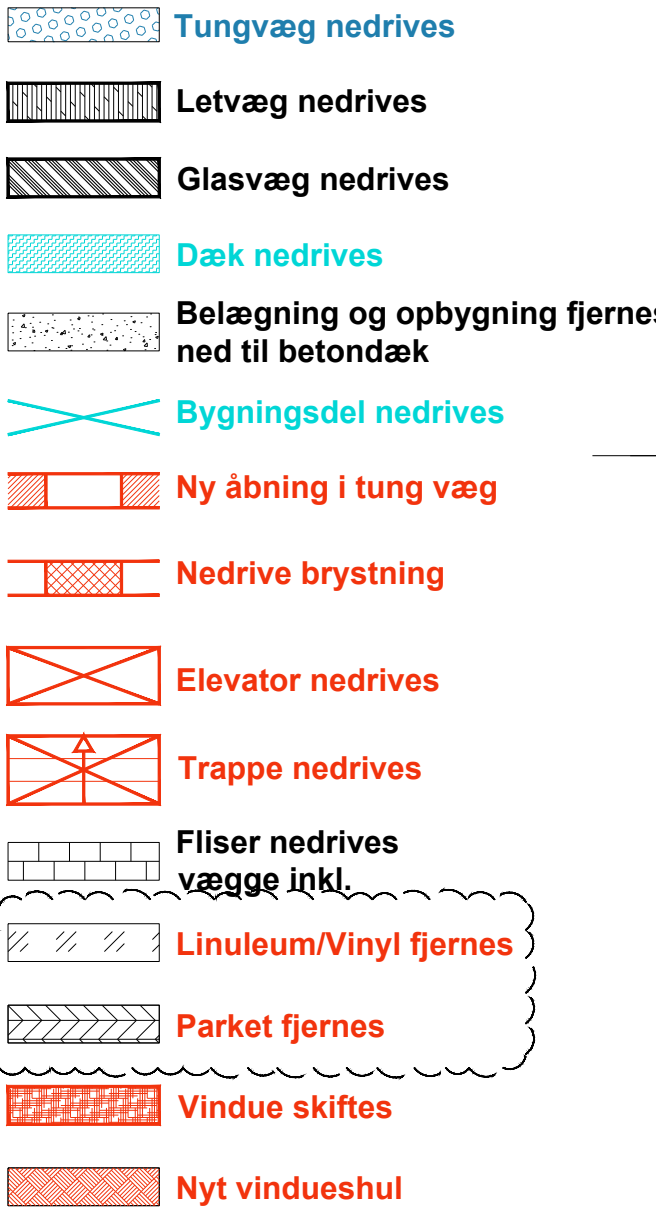 Tungvæg nedrives
Letvæg nedrives
Glasvæg nedrives
Dæk nedrives
Belægning og opbygning fjernes
ned til betondæk
Bygningsdel nedrives
Ny åbning i tung væg
Nedrive brystning
Elevator nedrives
Trappe nedrives
Fliser nedrives
vægge inkl.
Linuleum/Vinyl fjernes
Parket fjernes
Vindue skiftes
Nyt vindueshul